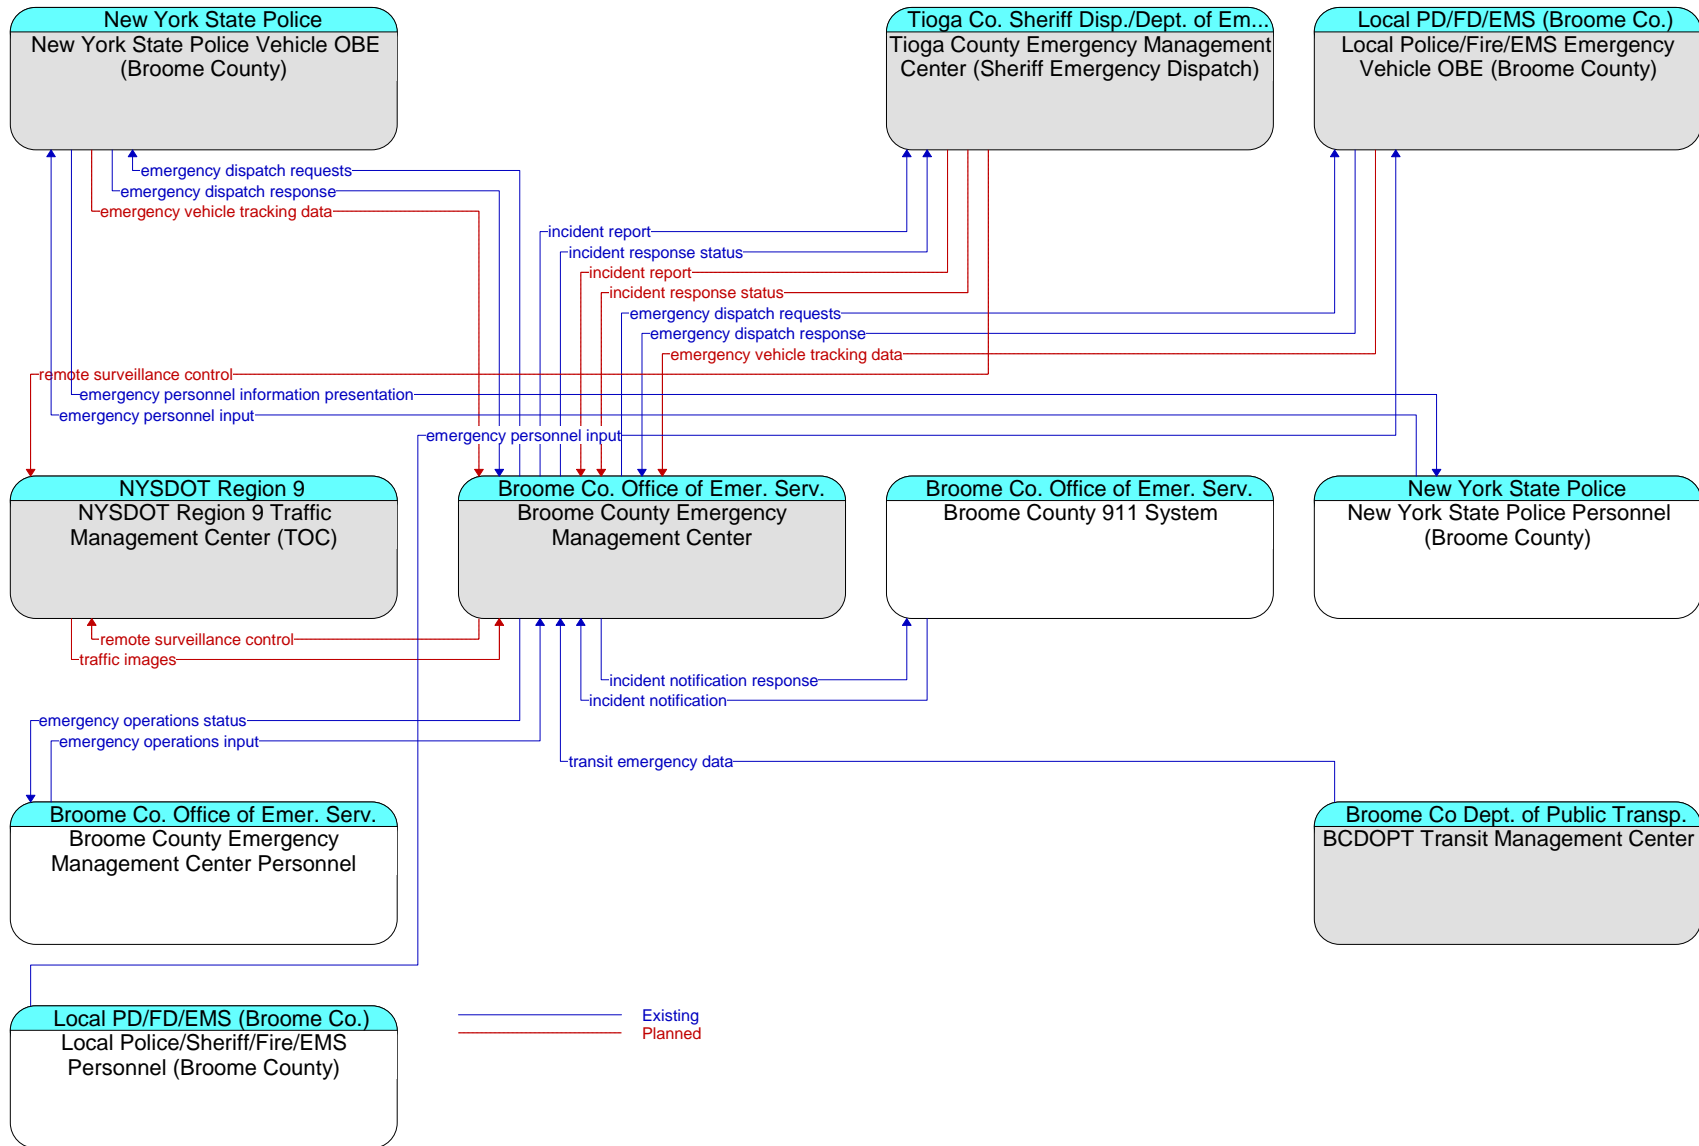 New York State Police
New York State Police Vehicle OBE
(Broome County)
Tioga Co. Sheriff Disp./Dept. of Em...
Tioga County Emergency Management
Center (Sheriff Emergency Dispatch)
Local PD/FD/EMS (Broome Co.)
Local Police/Fire/EMS Emergency
Vehicle OBE (Broome County)
emergency dispatch requests
emergency dispatch response
emergency vehicle tracking data
incident report
incident response status
incident report
incident response status
emergency dispatch requests
emergency dispatch response
emergency vehicle tracking data
remote surveillance control
emergency personnel information presentation
emergency personnel input
emergency personnel input
NYSDOT Region 9
NYSDOT Region 9 Traffic
Management Center (TOC)
Broome Co. Office of Emer. Serv.
Broome County Emergency
Management Center
Broome Co. Office of Emer. Serv.
Broome County 911 System
New York State Police
New York State Police Personnel
(Broome County)
remote surveillance control
traffic images
incident notification response
incident notification
emergency operations status
emergency operations input
transit emergency data
Broome Co. Office of Emer. Serv.
Broome County Emergency
Management Center Personnel
Broome Co Dept. of Public Transp.
BCDOPT Transit Management Center
Local PD/FD/EMS (Broome Co.)
Local Police/Sheriff/Fire/EMS
Personnel (Broome County)
Existing
Planned